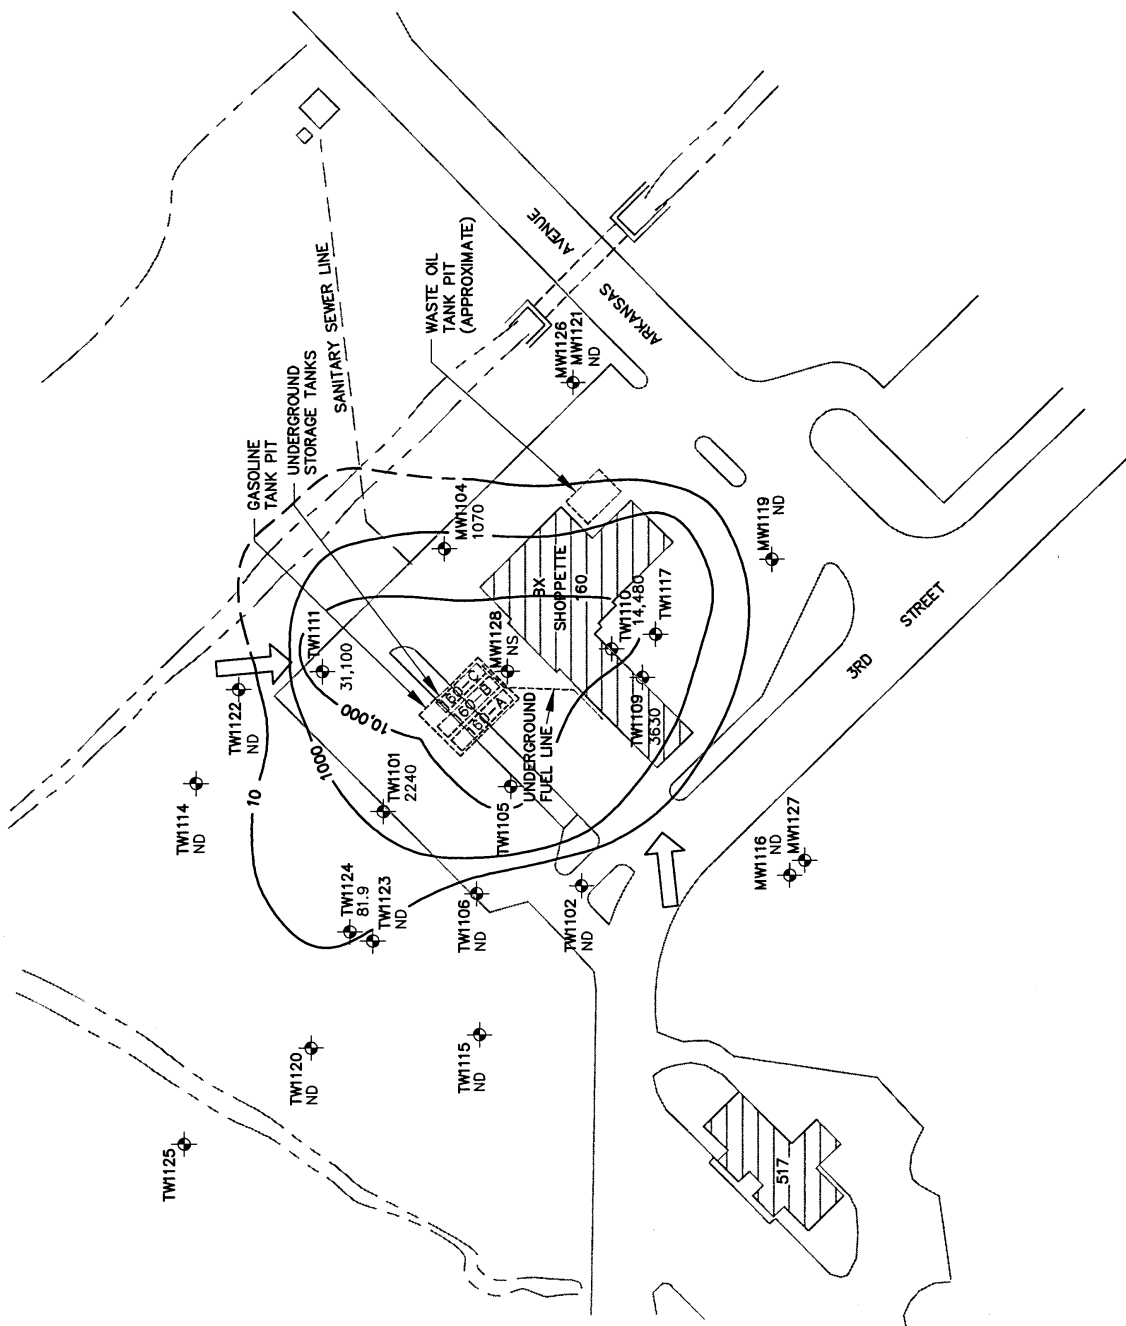 GASOLINE
TANK PIT
UNDERGROUND
STORAGE TANKS
SANITARY SEWER LINE
WASTE OIL
TANK PIT
(APPROXIMATE)
AVENUE
ARKANSAS
MW1126
MW1121
ND
MW1104
1070
MW1119
ND
STREET
3RD
BX
SHOPPETTE
160
TW1110
14,480
TW1117
TW1109
3630
MW1128
NS
TW1111
31,100
TW1122
ND
TW1114
ND
10
1000
10,000
160-C
160-B
160-A
UNDERGROUND
FUEL LINE
TW1101
2240
TW1105
TW1124
81.9
TW1123
ND
TW1106
ND
TW1102
ND
MW1116
ND
MW1127
TW1120
ND
TW1115
ND
TW1125
517